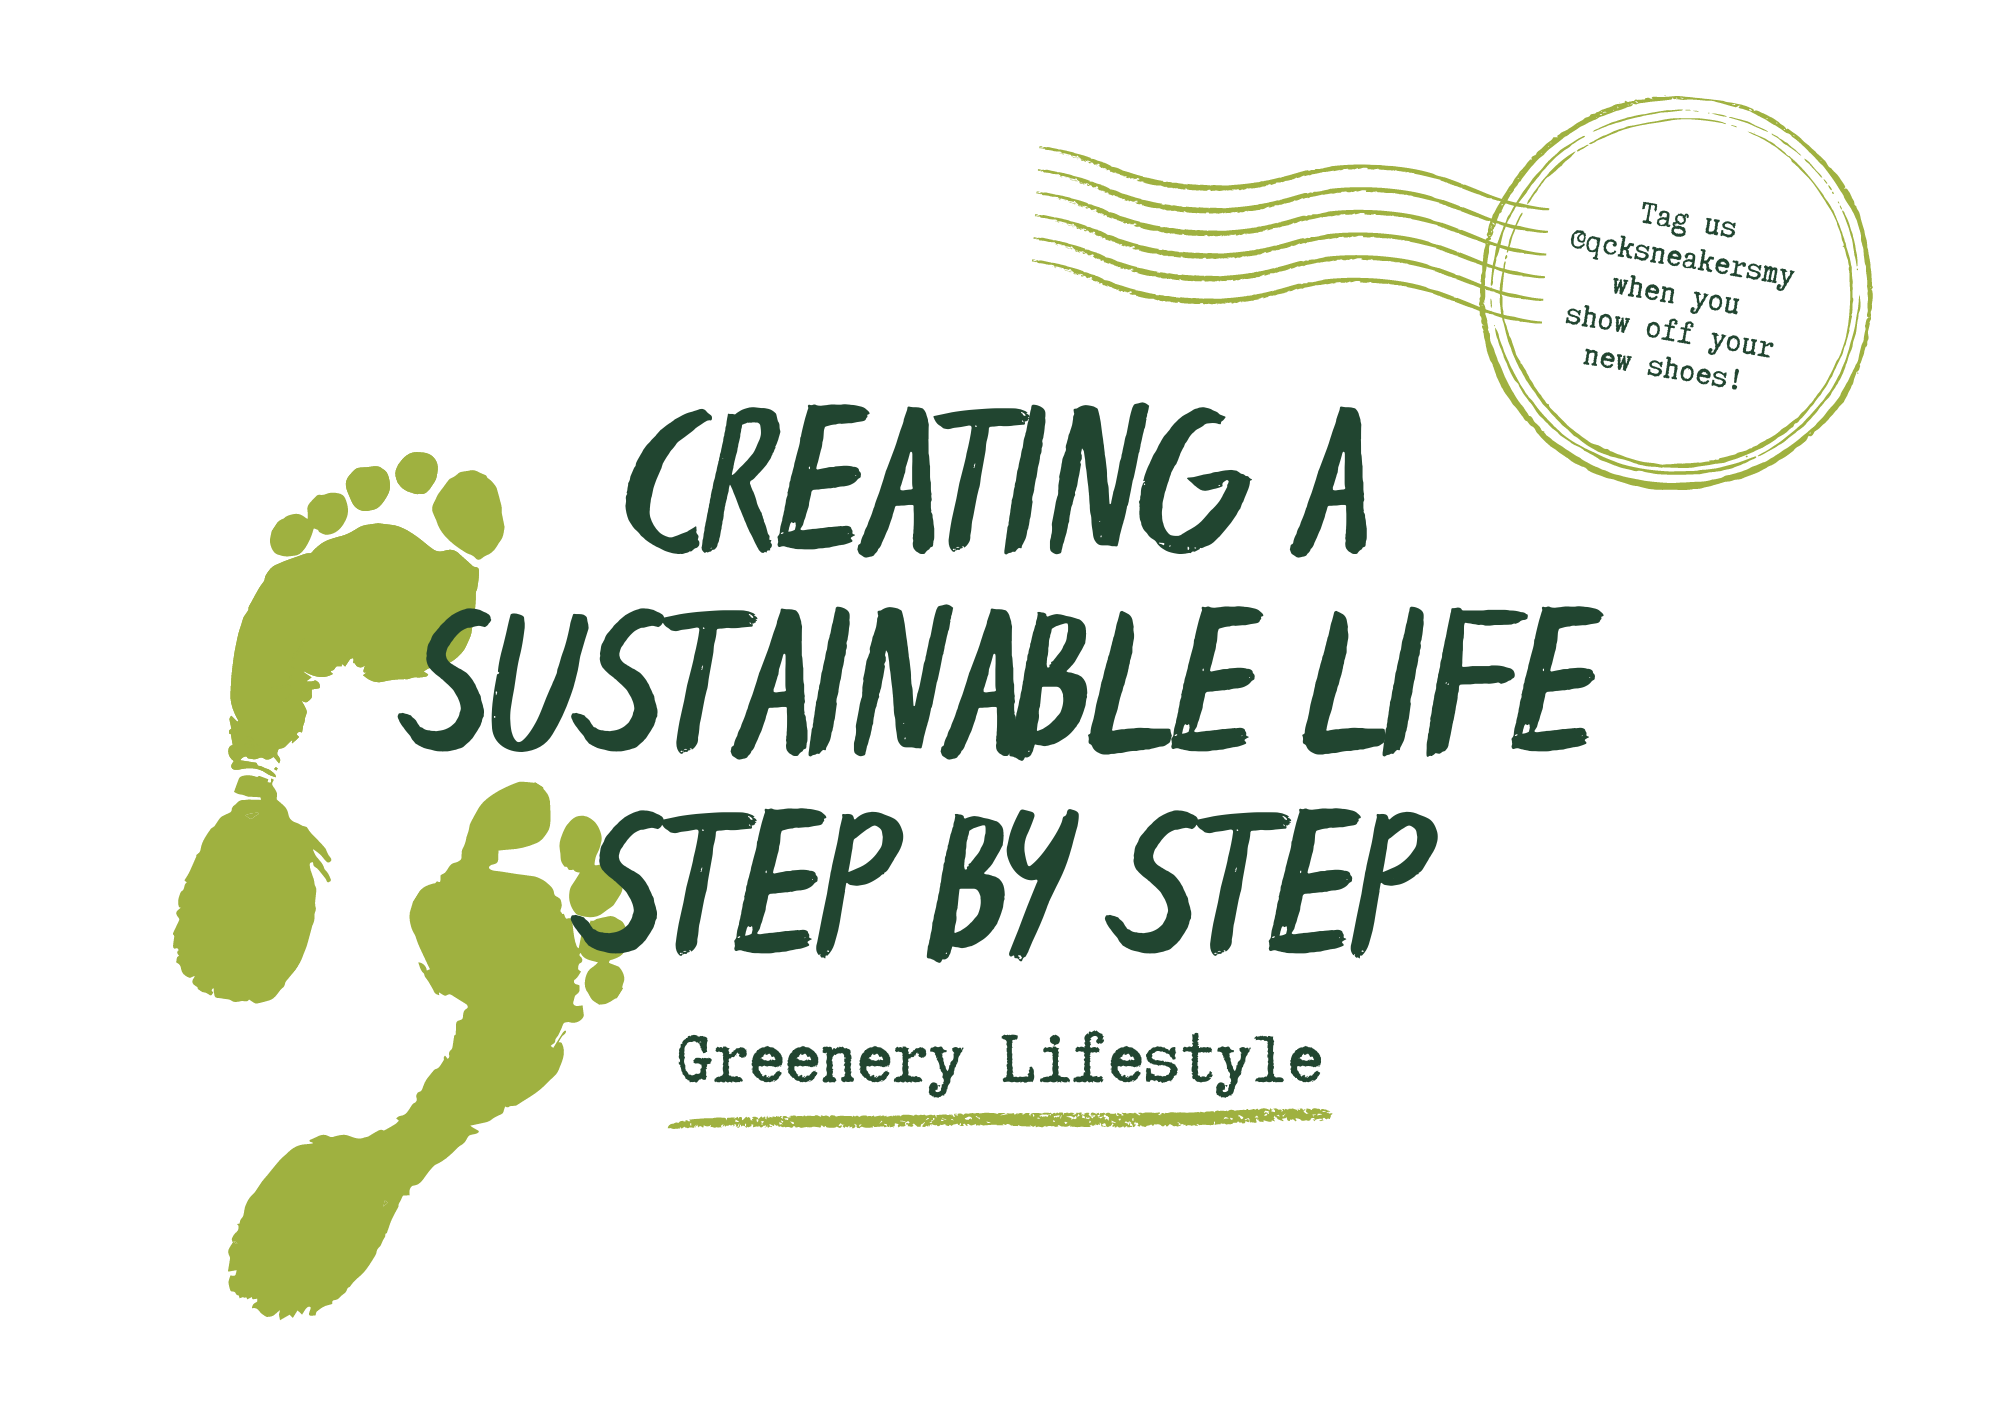 Tag us
@qcksneakersmy
when you
show off your
new shoes!
CREATING A
SUSTAINABLE LIFE
STEP BY STEP
Greenery Lifestyle